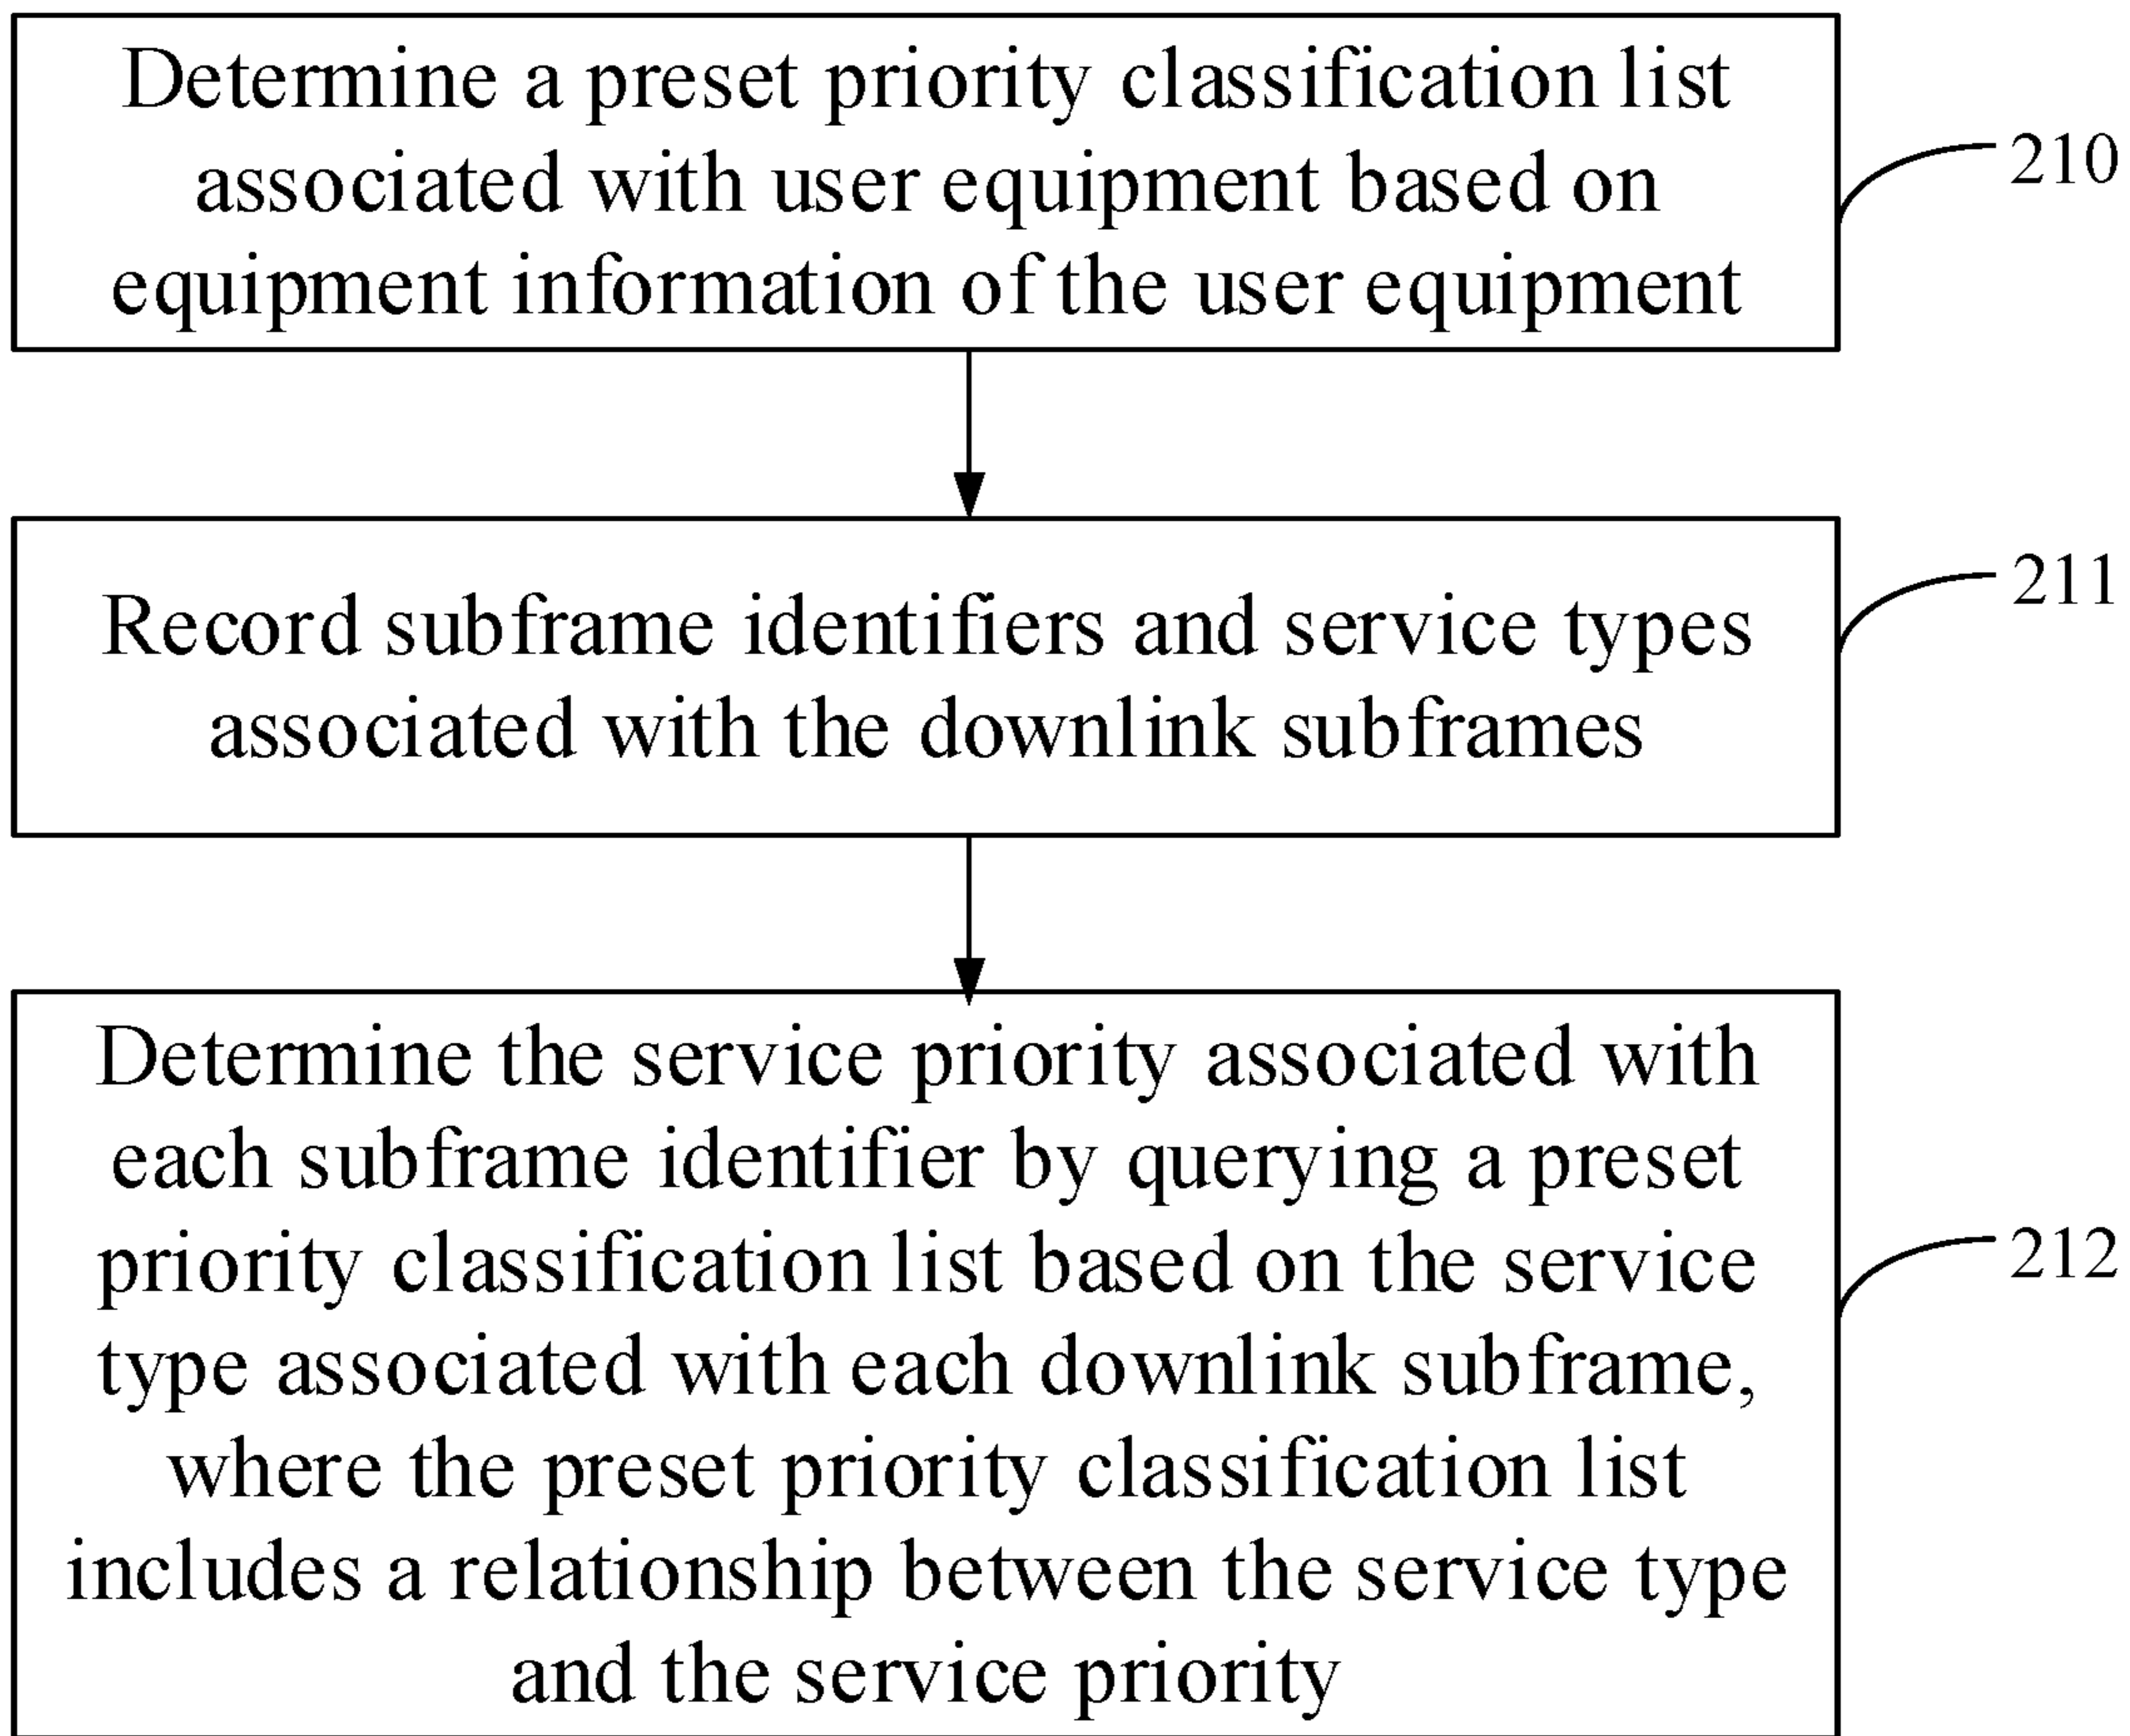 Determine a preset priority classification list
associated with user equipment based on
equipment information of the user equipment
210
Record subframe identifiers and service types
associated with the downlink subframes
211
Determine the service priority associated with
each subframe identifier by querying a preset
priority classification list based on the service
type associated with each downlink subframe,
where the preset priority classification list
includes a relationship between the service type
and the service priority
212